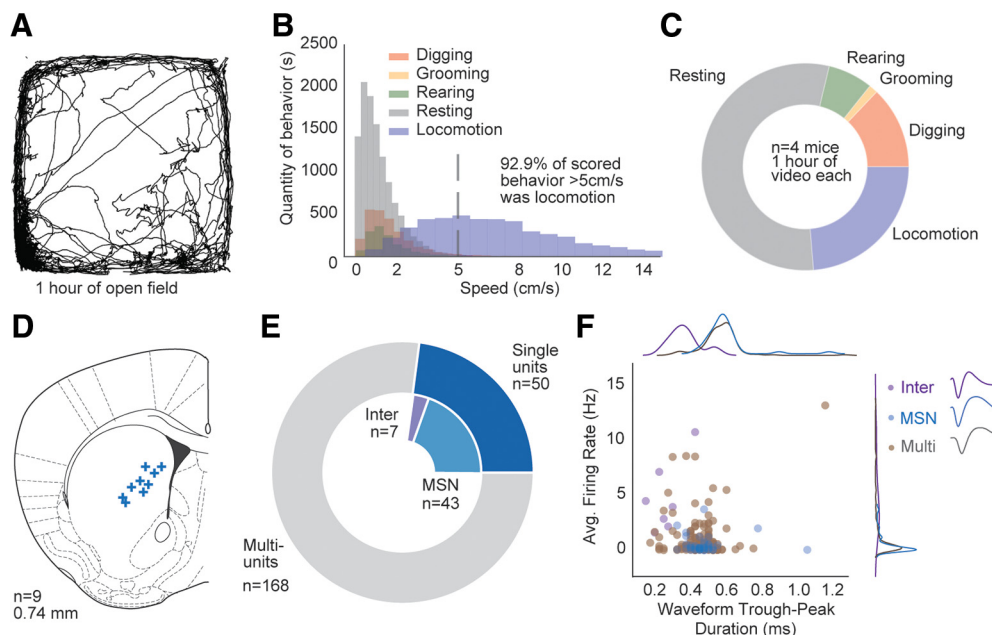 A
1 hour of open field
B
Quantity of behavior (s)
2500
2000
1500
1000
500
0
Digging
Grooming
Rearing
Resting
Locomotion
92.9% of scored
behavior >5cm/s
was locomotion
0 2 5 8 10 12 14
Speed (cm/s)
C
Resting
Rearing
Grooming
Digging
Locomotion
n=4 mice
1 hour of
video each
D
n=9
0.74 mm
E
Single
units
n=50
Inter
n=7
MSN
n=43
Multi-
units
n=168
F
Avg. Firing Rate (Hz)
15
10
5
0
0.2 0.4 0.6 0.8 1.0 1.2
Waveform Trough-Peak
Duration (ms)
Inter
MSN
Multi